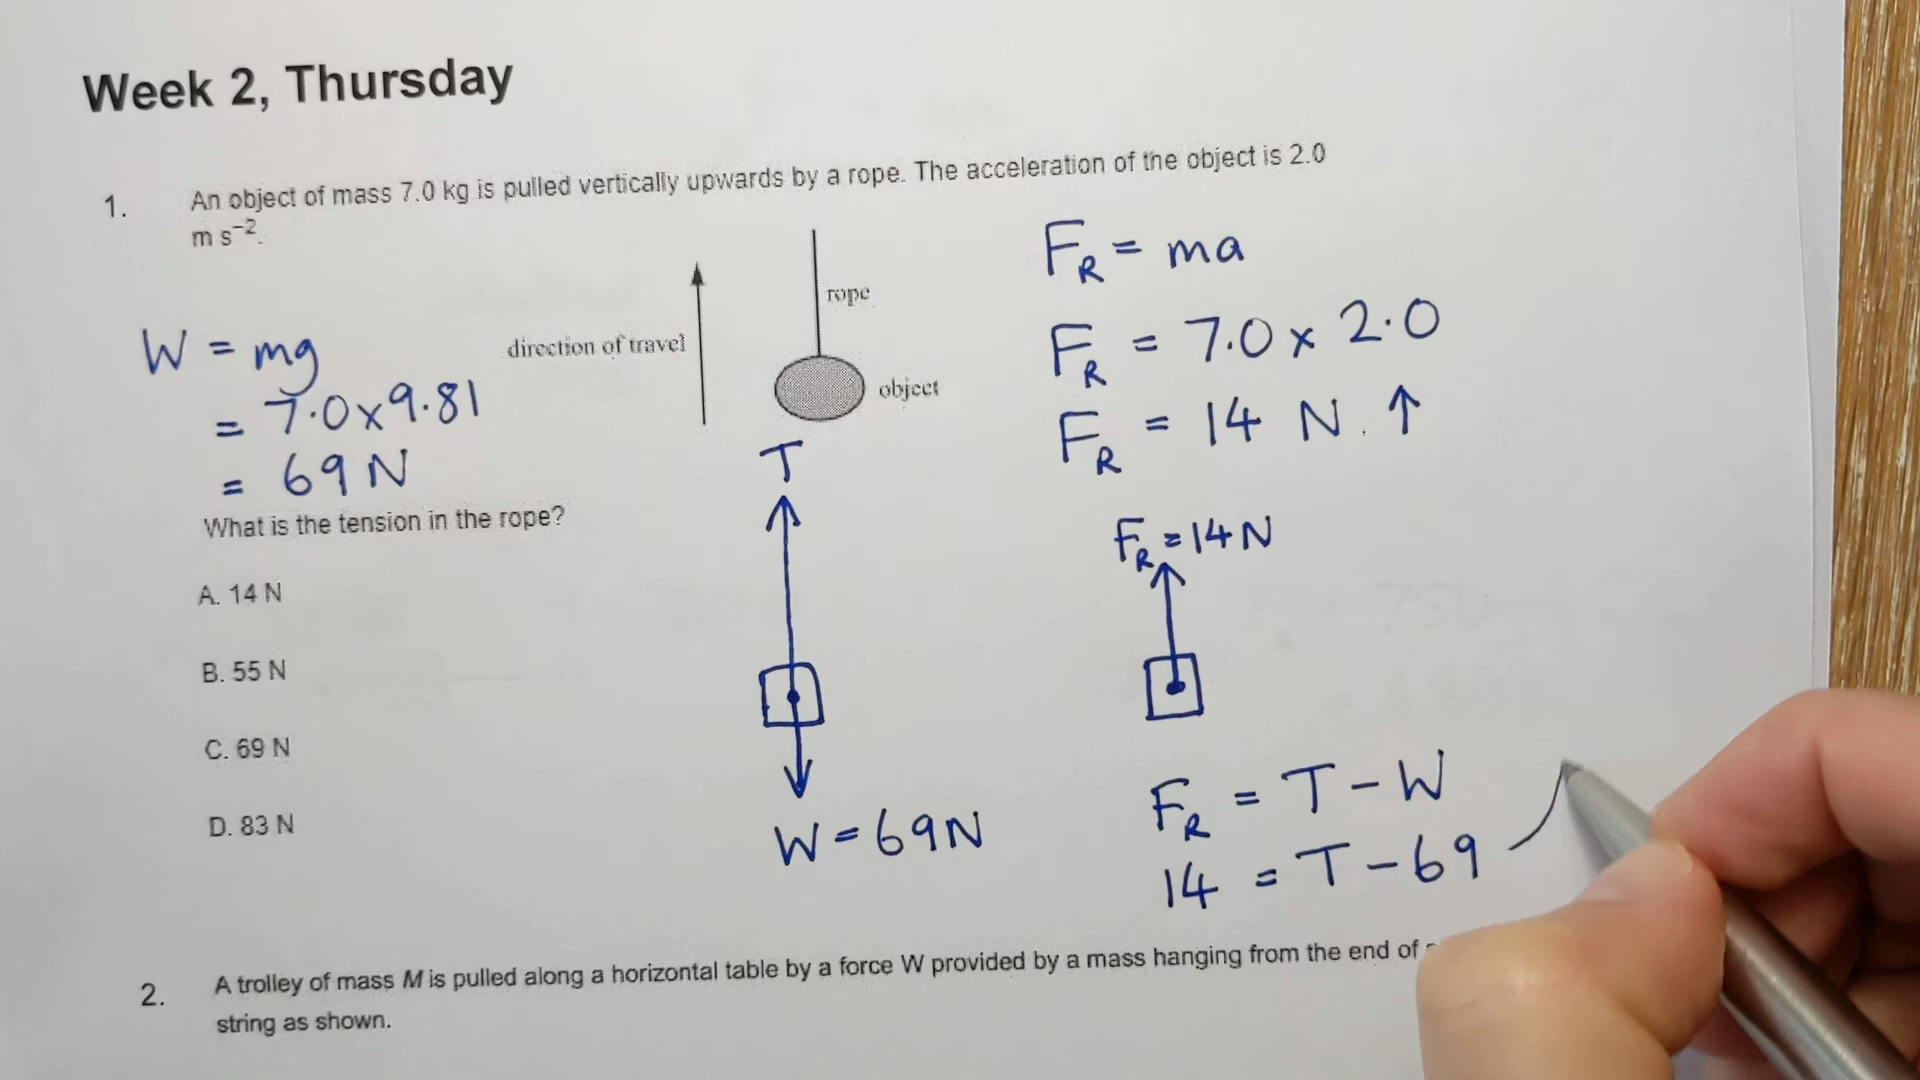 Week 2, Thursday
1.
An object of mass 7.0 kg is pulled vertically upwards by a rope. The acceleration of the object is 2.0
m s⁻².
rope
direction of travel
object
W = mg
= 7.0 x 9.81
= 69 N
F_R = ma
F_R = 7.0 x 2.0
F_R = 14 N. ↑
What is the tension in the rope?
A. 14 N
B. 55 N
C. 69 N
D. 83 N
T
W = 69N
F_R = 14N
F_R = T - W
14 = T - 69
2.
A trolley of mass M is pulled along a horizontal table by a force W provided by a mass hanging from the end of
string as shown.